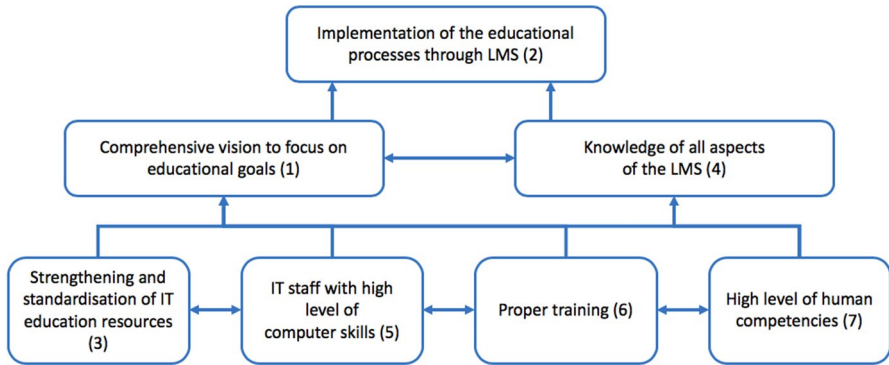 Implementation of the educational
processes through LMS (2)
Comprehensive vision to focus on
educational goals (1)
Knowledge of all aspects
of the LMS (4)
Strengthening and
standardisation of IT
education resources
(3)
IT staff with high
level of
computer skills (5)
Proper training (6)
High level of human
competencies (7)